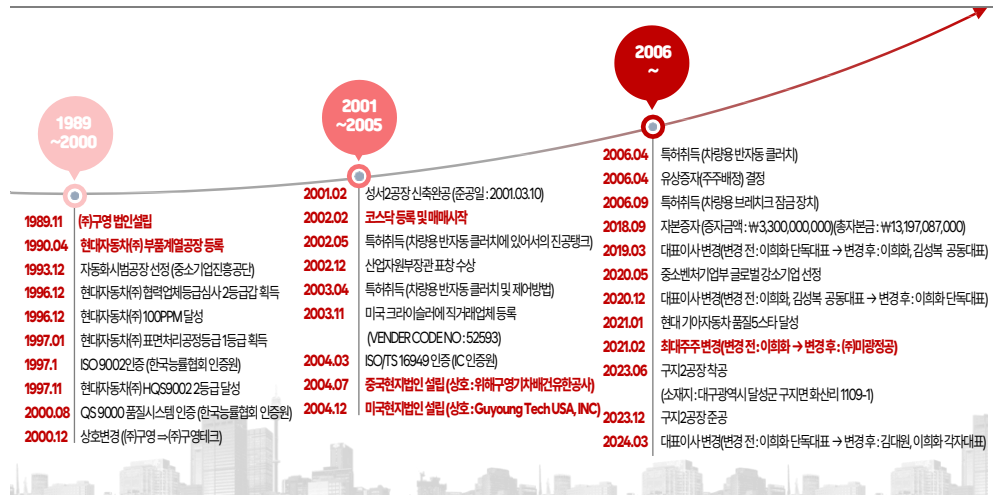 1989
~2000
1989.11 ㈜구영 법인설립
1990.04 현대자동차㈜ 부품계열공장 등록
1993.12 자동화시범공장 선정 (중소기업진흥공단)
1996.12 현대자동차㈜ 협력업체등급심사 2등급갑 획득
1996.12 현대자동차㈜ 100PPM 달성
1997.01 현대자동차㈜ 표면처리공정등급 1등급 획득
1997.1 ISO 9002인증 (한국능률협회 인증원)
1997.11 현대자동차㈜ HQS9002 2등급 달성
2000.08 QS 9000 품질시스템 인증 (한국능률협회 인증원)
2000.12 상호변경 (㈜구영 ⇒㈜구영테크)
2001
~2005
2001.02 성서2공장 신축완공 (준공일 : 2001.03.10)
2002.02 코스닥 등록 및 매매시작
2002.05 특허취득 (차량용 반자동 클러치에 있어서의 진공탱크)
2002.12 산업자원부장관 표창 수상
2003.04 특허취득 (차량용 반자동 클러치 및 제어방법)
2003.11 미국 크라이슬러에 직거래업체 등록
(VENDER CODE NO : 52593)
2004.03 ISO/TS 16949 인증 (IC 인증원)
2004.07 중국현지법인 설립 (상호 : 위해구영기차배건유한공사)
2004.12 미국현지법인 설립 (상호 : Guyoung Tech USA, INC)
2006
~
2006.04 특허취득 (차량용 반자동 클러치)
2006.04 유상증자(주주배정) 결정
2006.09 특허취득 (차량용 브레이크 잠금 장치)
2018.09 자본증자 (증지금액 : ₩3,300,000,000)(총자본금 : ₩13,197,087,000)
2019.03 대표이사 변경(변경 전 : 이희화 단독대표 → 변경 후 : 이희화, 김성복 공동대표)
2020.05 중소벤처기업부 글로벌 강소기업 선정
2020.12 대표이사 변경(변경 전 : 이희화, 김성복 공동대표 → 변경 후 : 이희화 단독대표)
2021.01 현대 기아자동차 품질5스타 달성
2021.02 최대주주 변경(변경 전 : 이희화 → 변경 후 : ㈜미광정공)
2023.06 구지2공장 착공
(소재지 : 대구광역시 달성군 구지면 화산리 1109-1)
2023.12 구지2공장 준공
2024.03 대표이사 변경(변경 전 : 이희화 단독대표 → 변경 후 : 김대원, 이희화 각자대표)